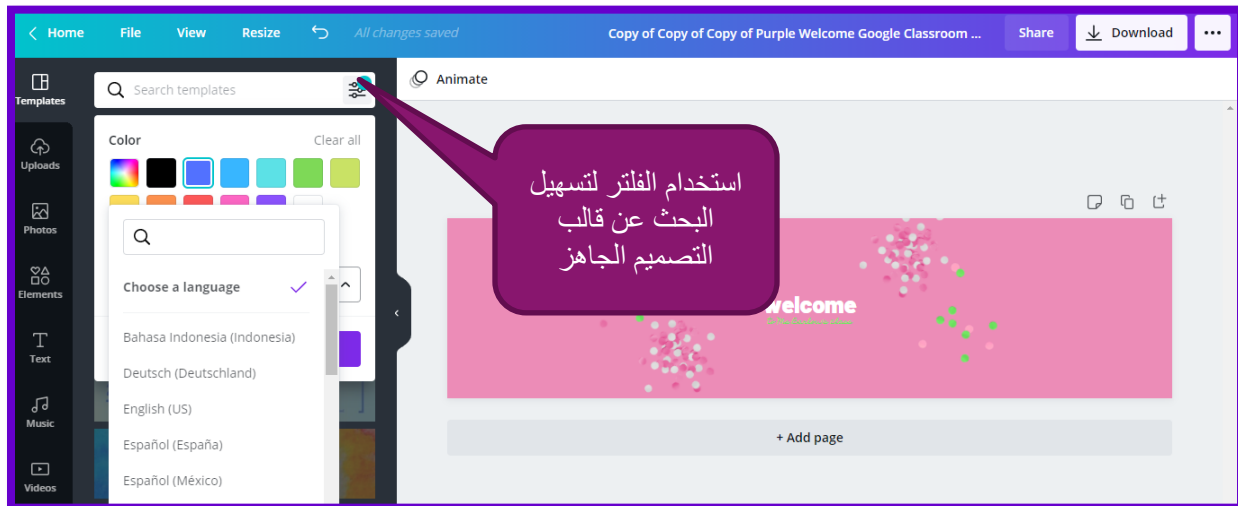 Home
File
View
Resize
All changes saved
Copy of Copy of Copy of Purple Welcome Google Classroom ...
Share
Download
Templates
Uploads
Photos
Elements
Text
Music
Videos
Search templates
Color
Clear all
Choose a language
Bahasa Indonesia (Indonesia)
Deutsch (Deutschland)
English (US)
Español (España)
Español (México)
Animate
استخدام الفلتر لتسهيل
البحث عن قالب
التصميم الجاهز
welcome
+ Add page